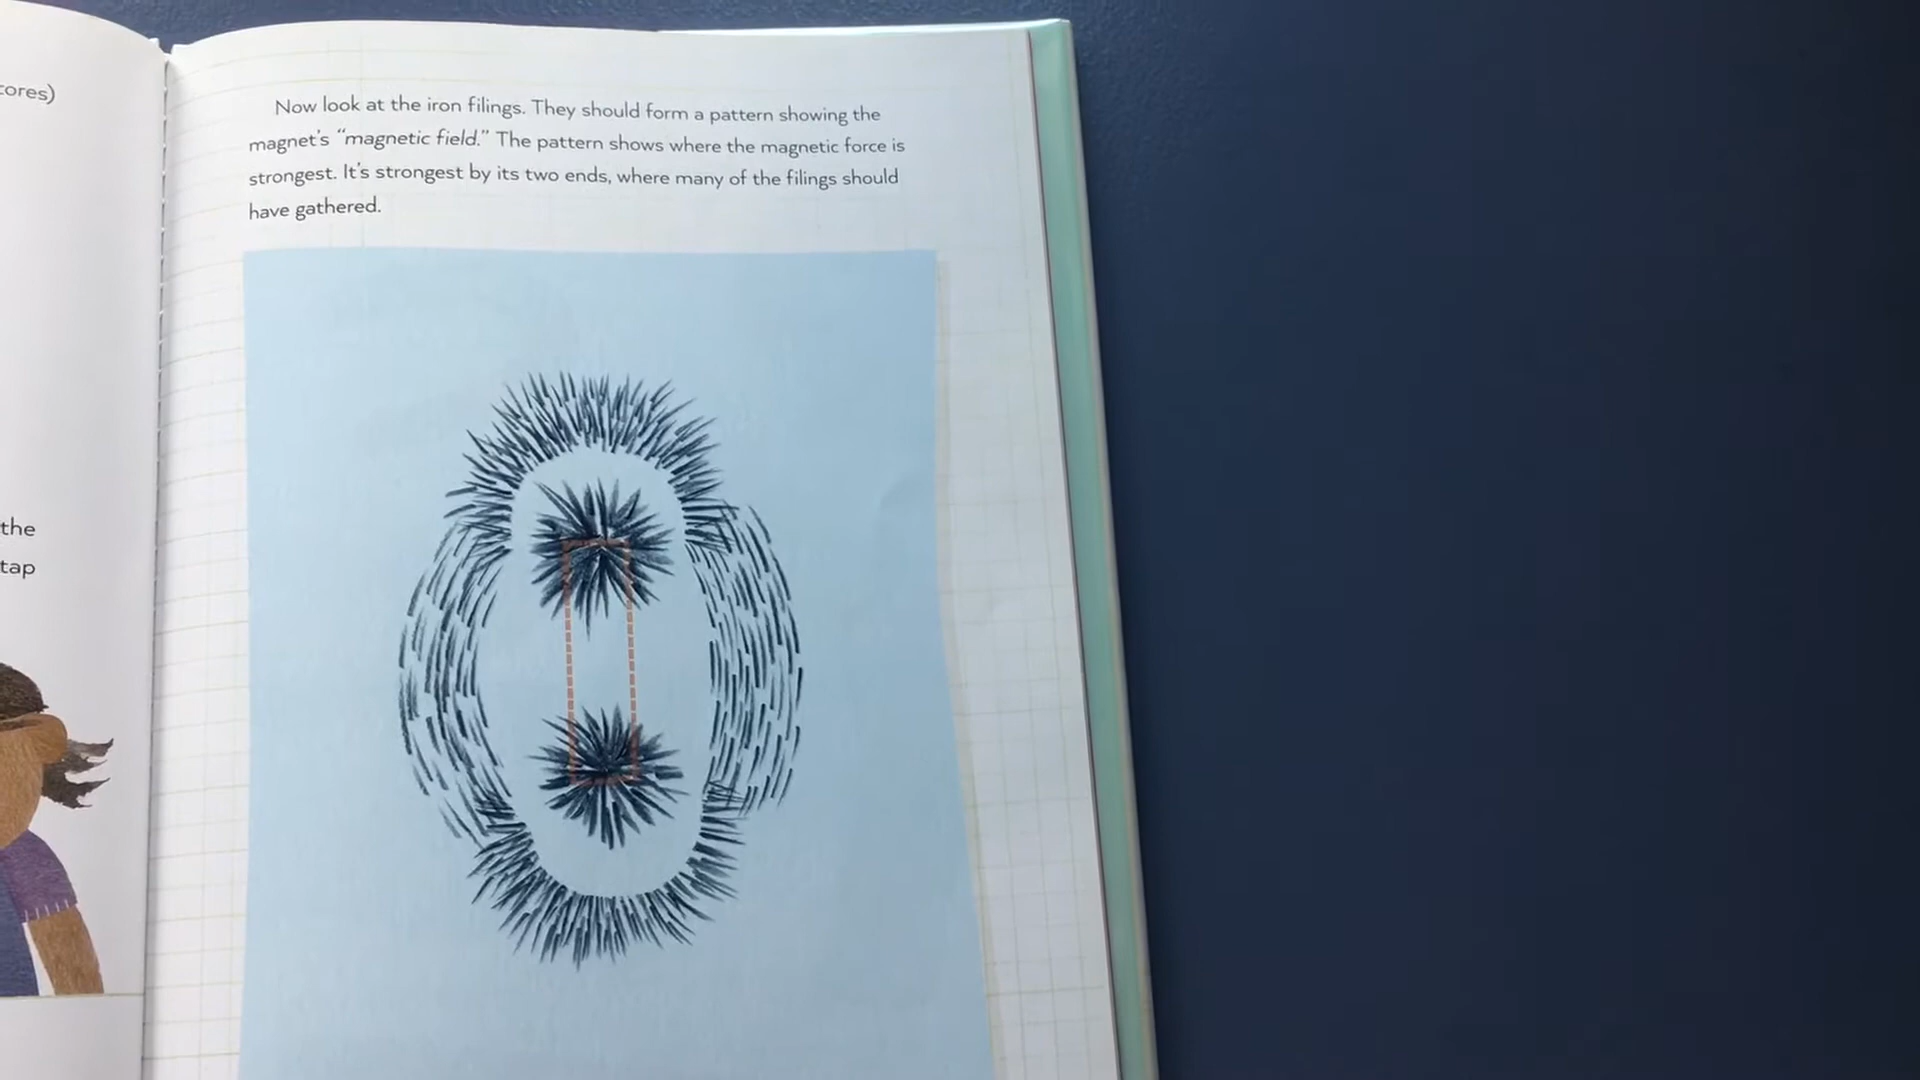 cores)
the
tap
Now look at the iron filings. They should form a pattern showing the
magnet's “magnetic field.” The pattern shows where the magnetic force is
strongest. It's strongest by its two ends, where many of the filings should
have gathered.